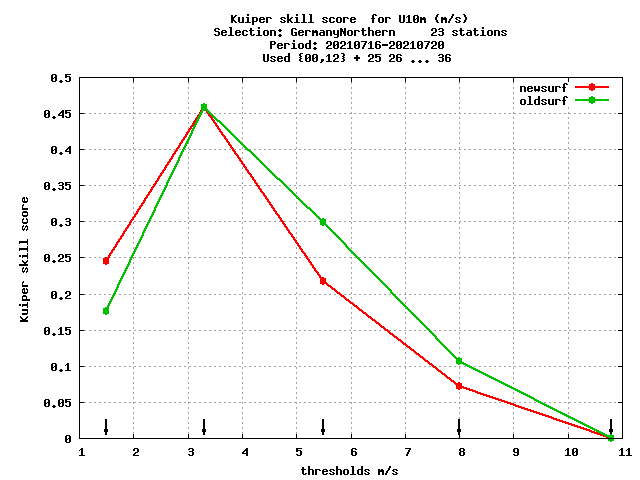 Kuiper skill score  for U10m (m/s)
Selection: GermanyNorthern     23 stations
Period: 20210716-20210720
Used {00,12} + 25 26 ... 36
newsurf
oldsurf
0.5
0.45
0.4
0.35
0.3
0.25
0.2
0.15
0.1
0.05
0
Kuiper skill score
1 2 3 4 5 6 7 8 9 10 11
thresholds m/s